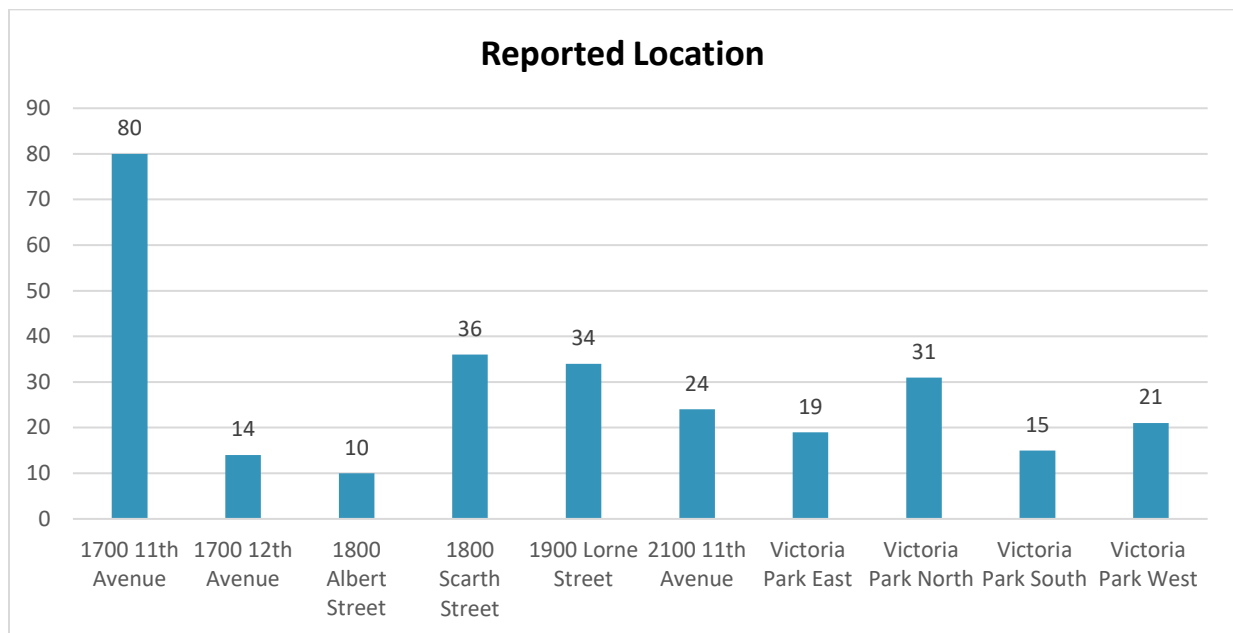 Reported Location
90
80
70
60
50
40
30
20
10
0
80
14
10
36
34
24
19
31
15
21
1700 11th
Avenue
1700 12th
Avenue
1800
Albert
Street
1800
Scarth
Street
1900 Lorne
Street
2100 11th
Avenue
Victoria
Park East
Victoria
Park North
Victoria
Park South
Victoria
Park West